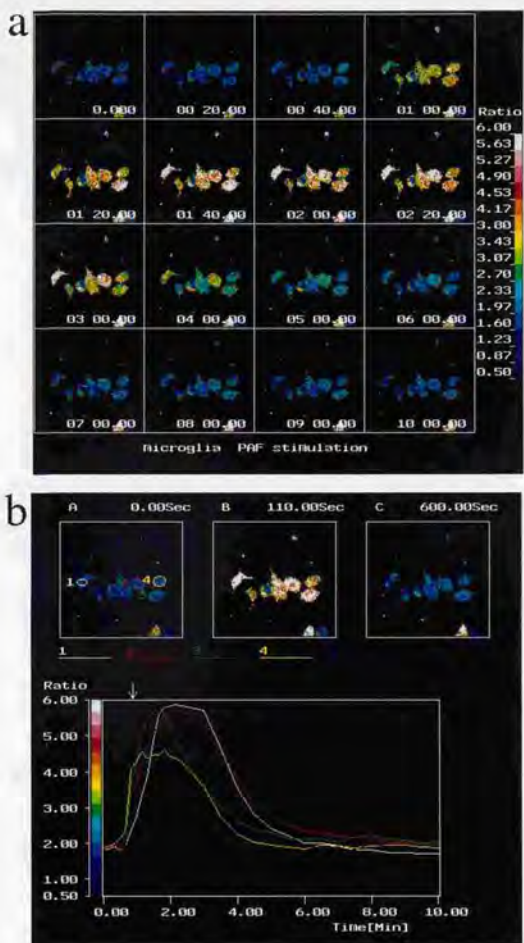 a
0.000 00 20.00 00 40.00 01 00.00
Ratio
6.00
5.63
5.27
4.90
4.53
4.17
3.80
3.43
3.07
2.70
2.33
1.97
1.60
1.23
0.87
0.50
01 20 00 01 40 00 02 00.00 02 20 00
03 00.00 04 00.00 05 00.00 06 00.00
07 00.00 08 00.00 09 00.00 10 00.00
microglia PAF stimulation
b
A 0.00Sec B 110.00Sec C 600.00Sec
1 4
1 4
Ratio
6.00
5.00
4.00
3.00
2.00
1.00
0.50
0.00 2.00 4.00 6.00 8.00 10.00
Time[Min]